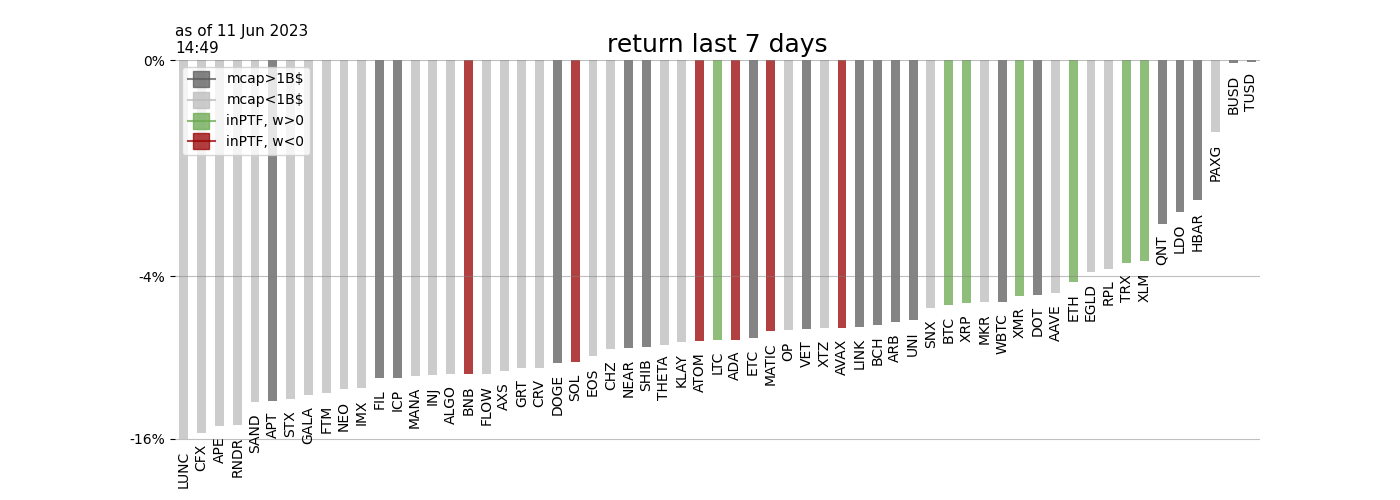 as of 11 Jun 2023
14:49
return last 7 days
0%
mcap>1B$
mcap<1B$
inPTF, w>0
inPTF, w<0
-4%
-16%
LUNC
CFX
APE
RNDR
SAND
APT
STX
GALA
FTM
NEO
IMX
FIL
ICP
MANA
INJ
ALGO
BNB
FLOW
AXS
GRT
CRV
DOGE
SOL
EOS
CHZ
NEAR
SHIB
THETA
KLAY
ATOM
LTC
ADA
ETC
MATIC
OP
VET
XTZ
AVAX
LINK
BCH
ARB
UNI
SNX
BTC
XRP
MKR
WBTC
XMR
DOT
AAVE
ETH
EGLD
RPL
TRX
XLM
QNT
LDO
HBAR
PAXG
BUSD
TUSD